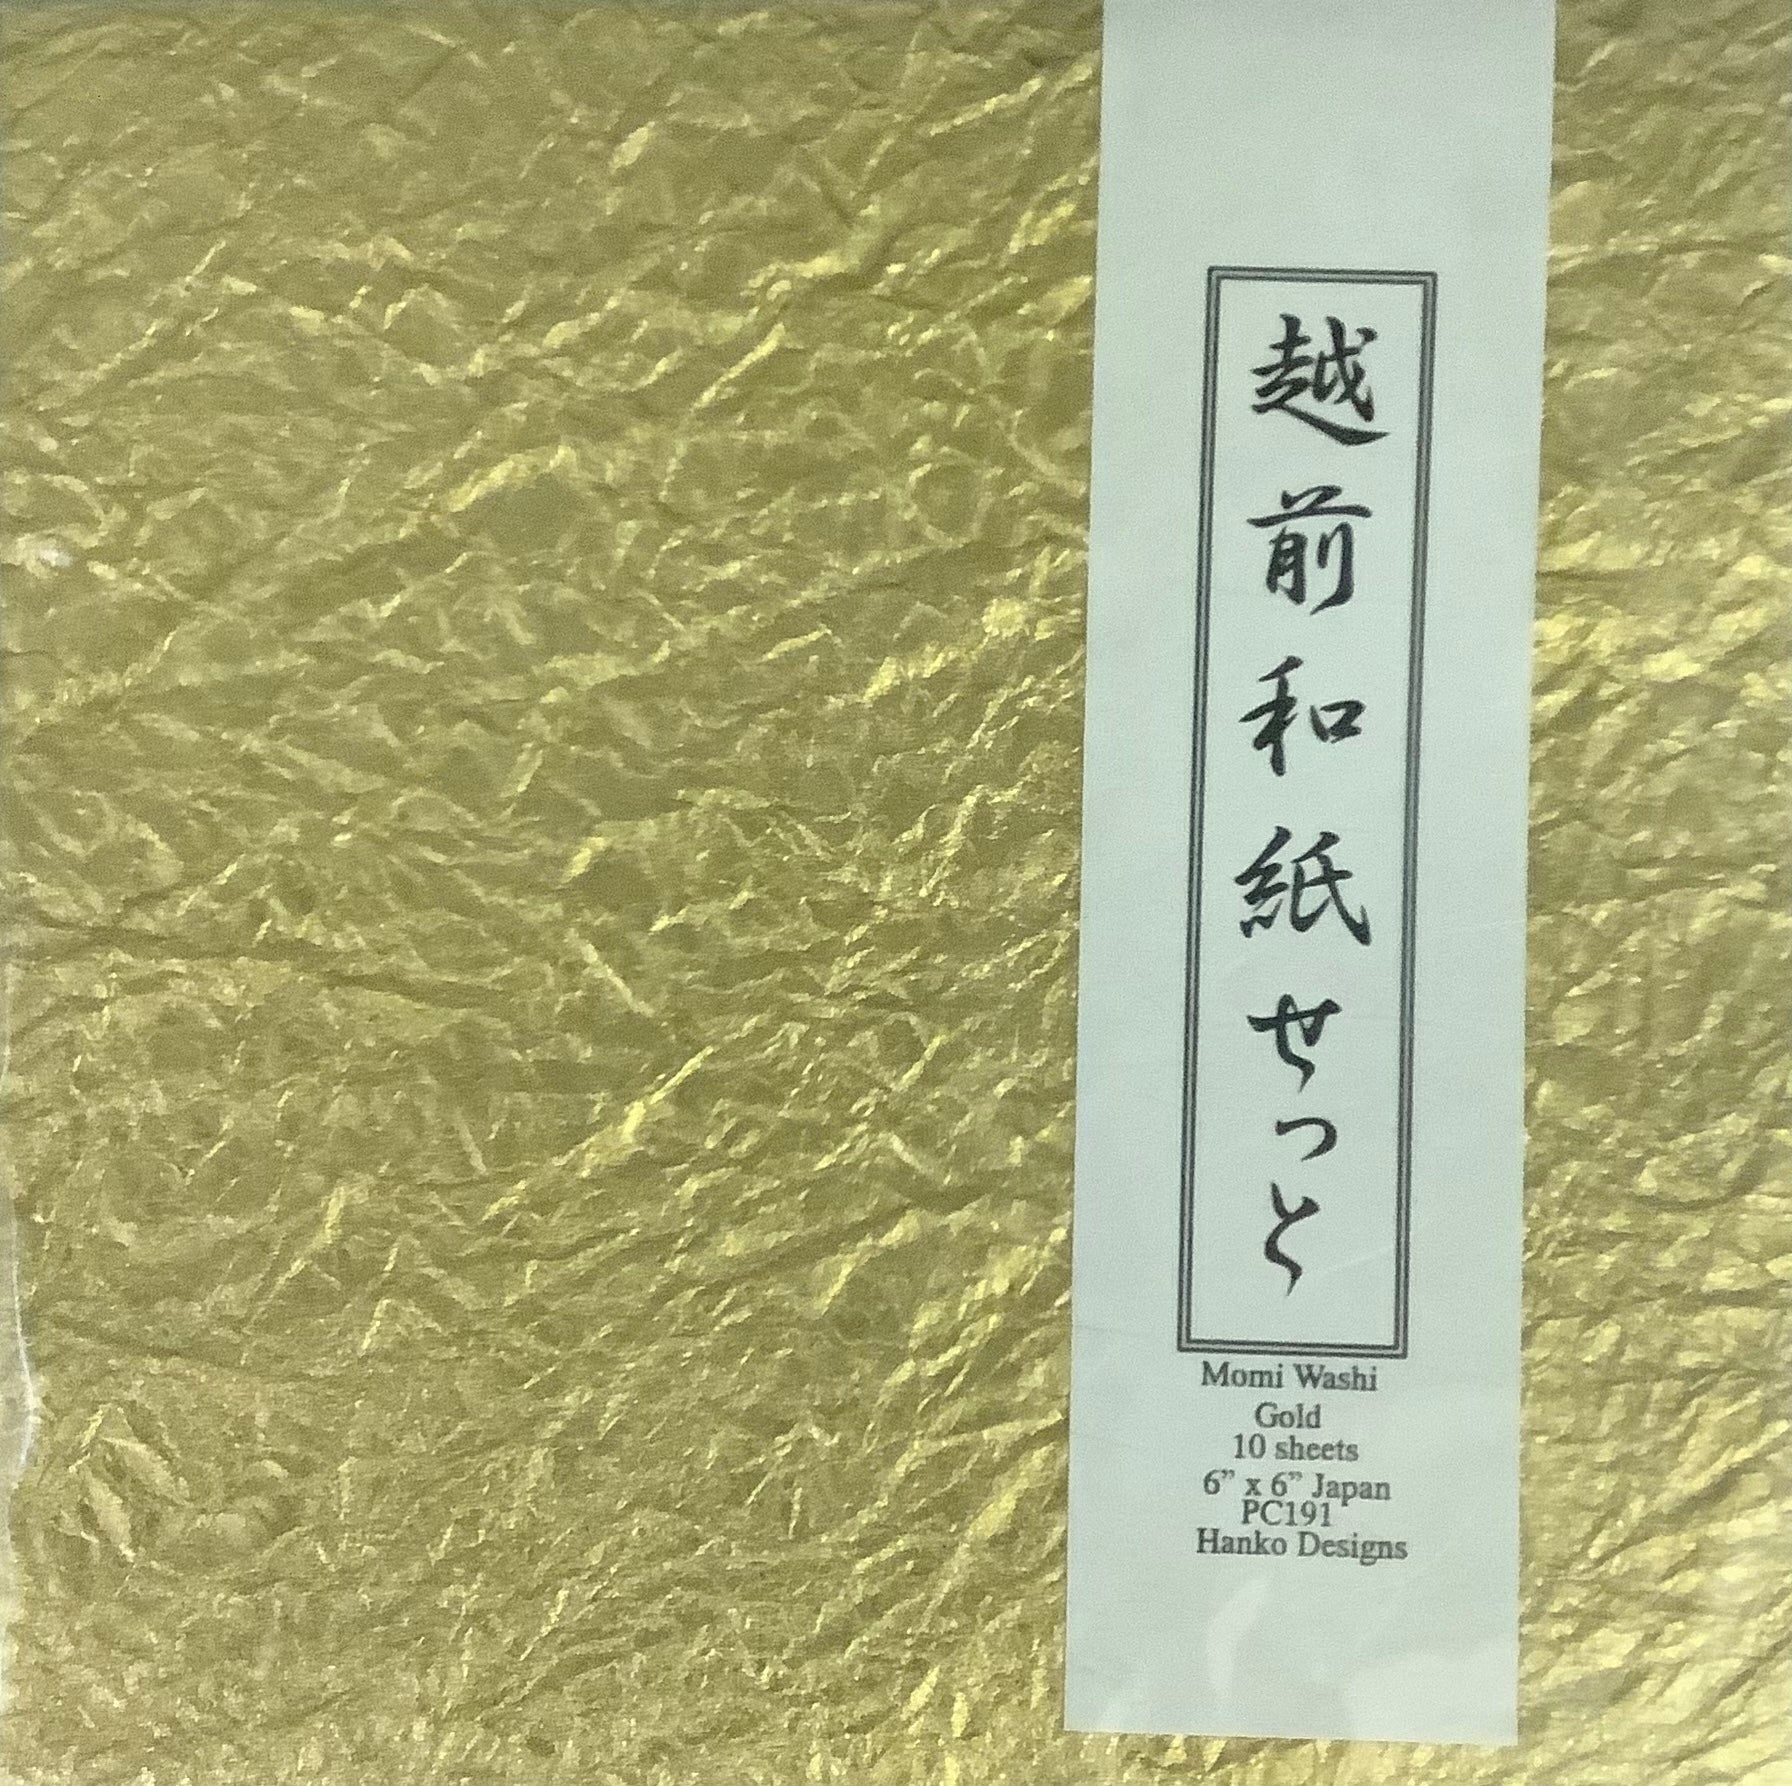 越前和紙せっと
Momi Washi
Gold
10 sheets
6” x 6” Japan
PC191
Hanko Designs